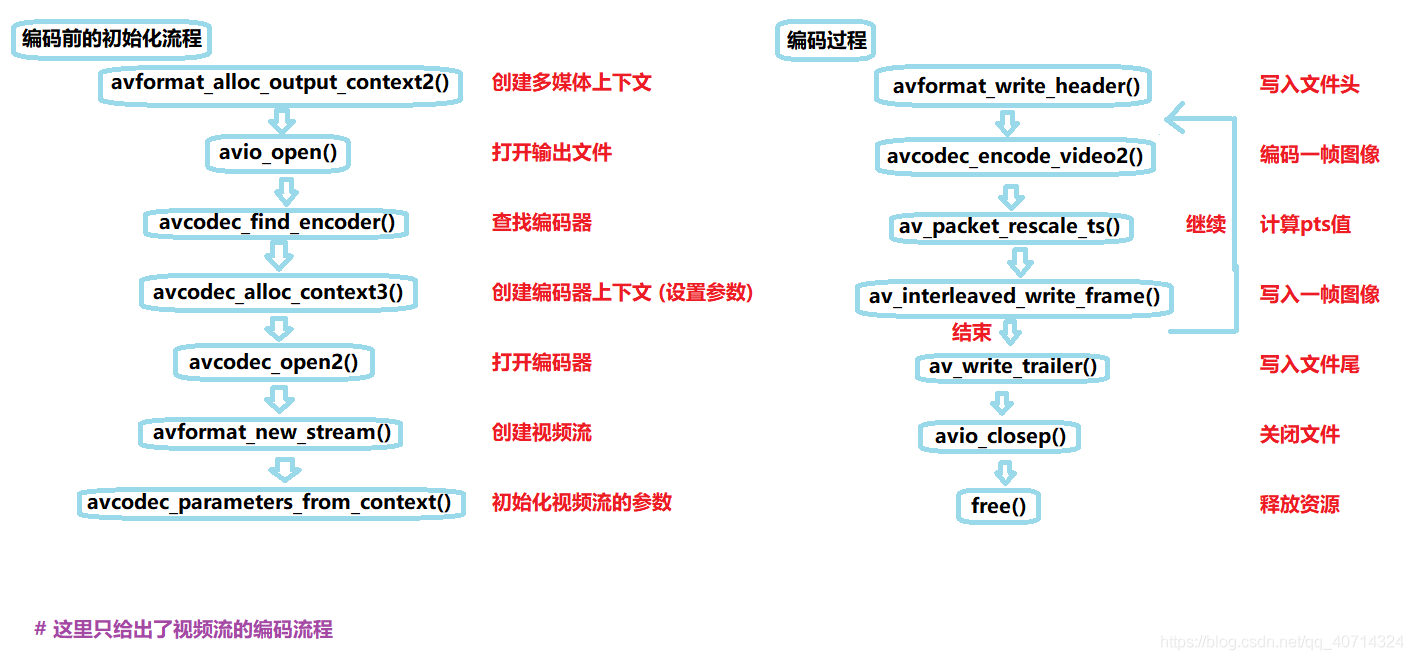 编码前的初始化流程
avformat_alloc_output_context2() 创建多媒体上下文
avio_open() 打开输出文件
avcodec_find_encoder() 查找编码器
avcodec_alloc_context3() 创建编码器上下文 (设置参数)
avcodec_open2() 打开编码器
avformat_new_stream() 创建视频流
avcodec_parameters_from_context() 初始化视频流的参数
编码过程
avformat_write_header() 写入文件头
avcodec_encode_video2() 编码一帧图像
av_packet_rescale_ts() 继续 计算pts值
av_interleaved_write_frame() 写入一帧图像
结束
av_write_trailer() 写入文件尾
avio_closep() 关闭文件
free() 释放资源
# 这里只给出了视频流的编码流程
https://blog.csdn.net/qq_40714324